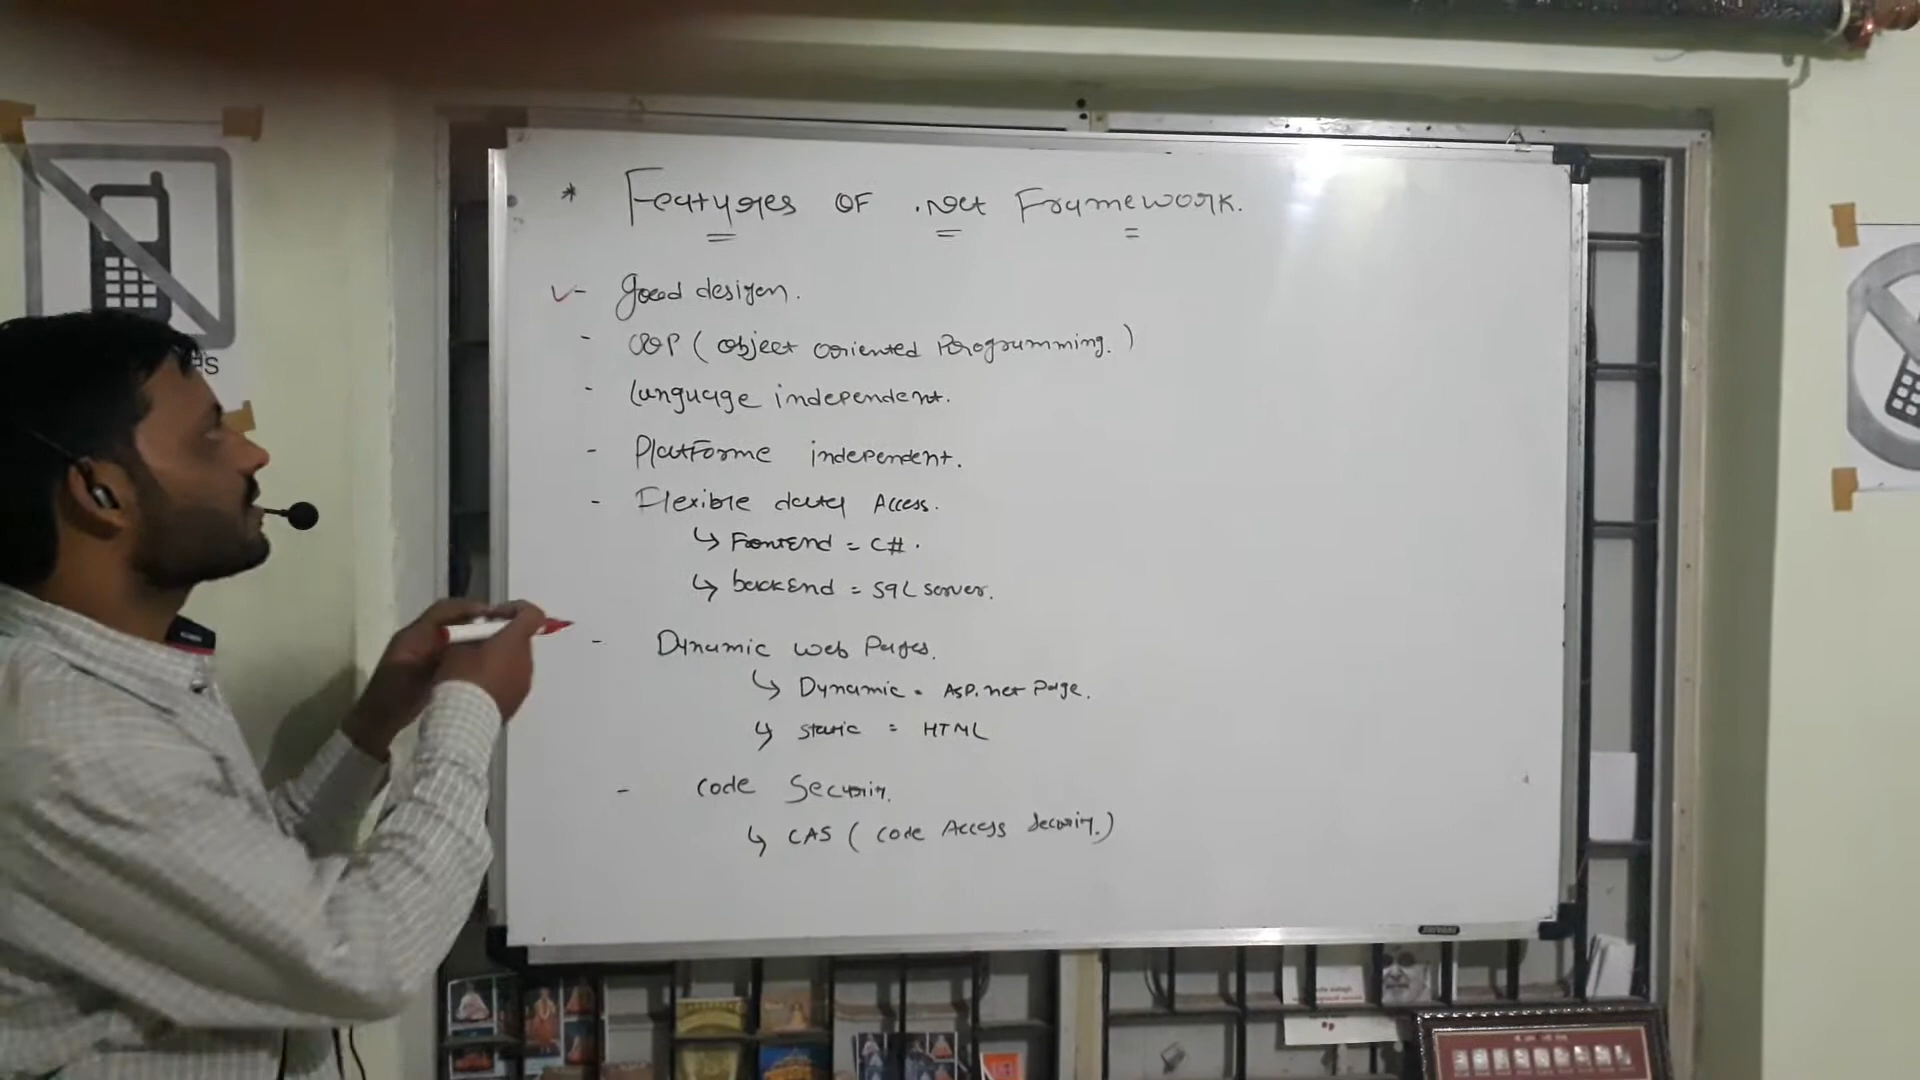 * Features OF .net Framework.
- good design.
- OOP ( Object oriented Programming. )
- Language independent.
- PlatForme independent.
- Flexible data Access.
↳ Frontend = C#.
↳ backend = SQL server.
- Dynamic web Pages.
↳ Dynamic = ASP.net Page.
↳ static = HTML
- code Security.
↳ CAS ( code Access Security. )